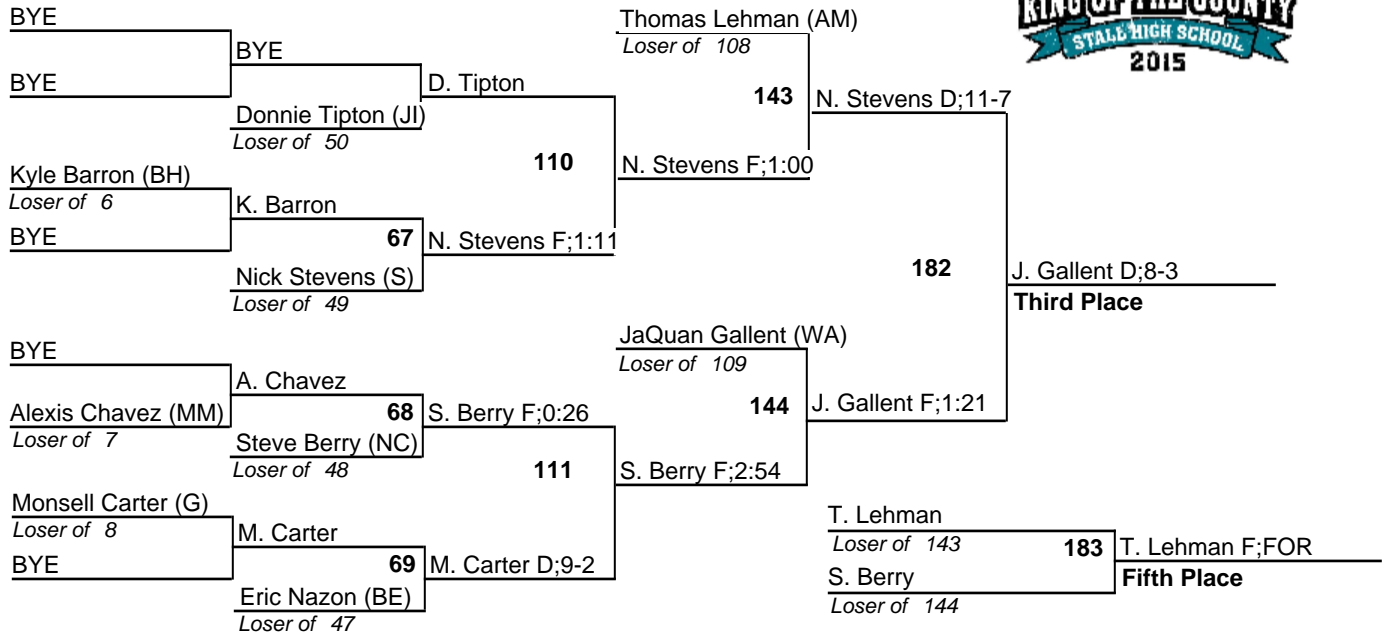 BYE
BYE
BYE
D. Tipton
Donnie Tipton (JI)
Loser of 50
Kyle Barron (BH)
Loser of 6
K. Barron
BYE
67
N. Stevens F;1:11
Nick Stevens (S)
Loser of 49
110
Thomas Lehman (AM)
Loser of 108
143
N. Stevens D;11-7
N. Stevens F;1:00
KING OF THE COUNTY
STALL HIGH SCHOOL
2015
182
J. Gallent D;8-3
Third Place
BYE
A. Chavez
Alexis Chavez (MM)
Loser of 7
68
S. Berry F;0:26
Steve Berry (NC)
Loser of 48
111
Monsell Carter (G)
Loser of 8
M. Carter
BYE
69
M. Carter D;9-2
Eric Nazon (BE)
Loser of 47
JaQuan Gallent (WA)
Loser of 109
144
J. Gallent F;1:21
S. Berry F;2:54
T. Lehman
Loser of 143
183
T. Lehman F;FOR
S. Berry
Fifth Place
Loser of 144